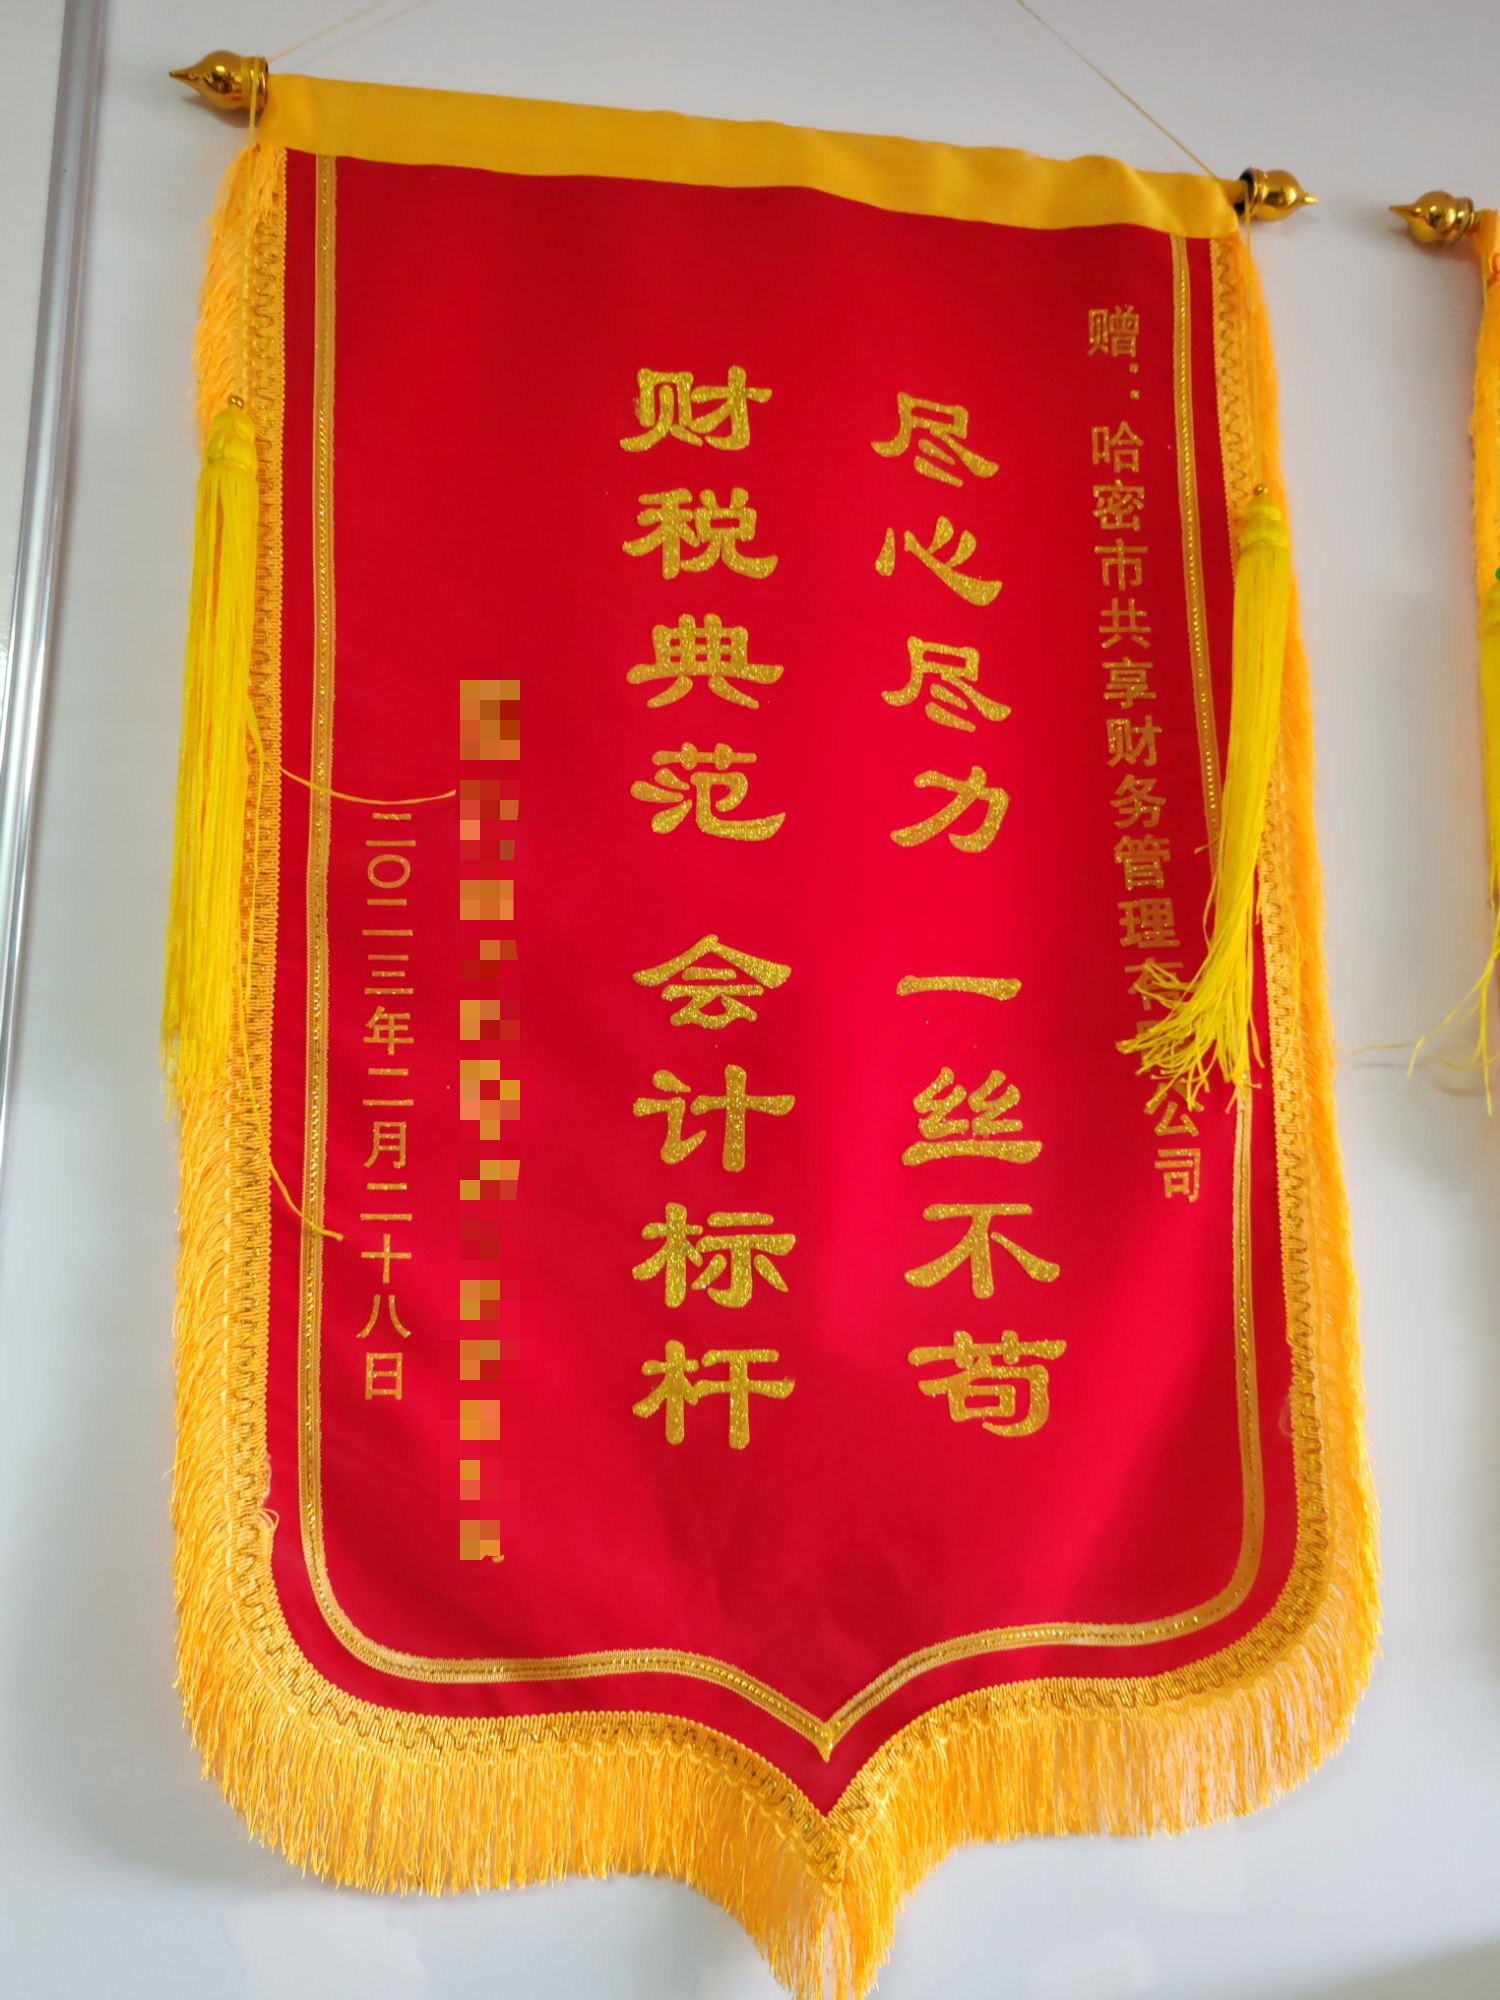 赠：哈密市共享财务管理有限公司
尽心尽力 一丝不苟
财税典范 会计标杆
二〇二三年二月二十八日